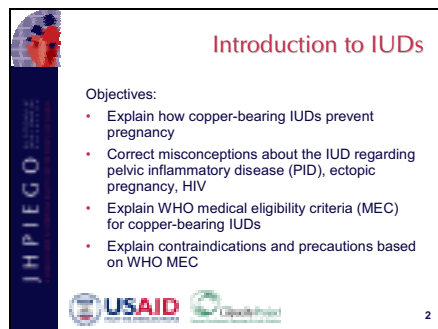 Introduction to IUDs
Objectives:
• Explain how copper-bearing IUDs prevent
pregnancy
• Correct misconceptions about the IUD regarding
pelvic inflammatory disease (PID), ectopic
pregnancy, HIV
• Explain WHO medical eligibility criteria (MEC)
for copper-bearing IUDs
• Explain contraindications and precautions based
on WHO MEC
JHPIEGO
USAID
CapacityProject
2